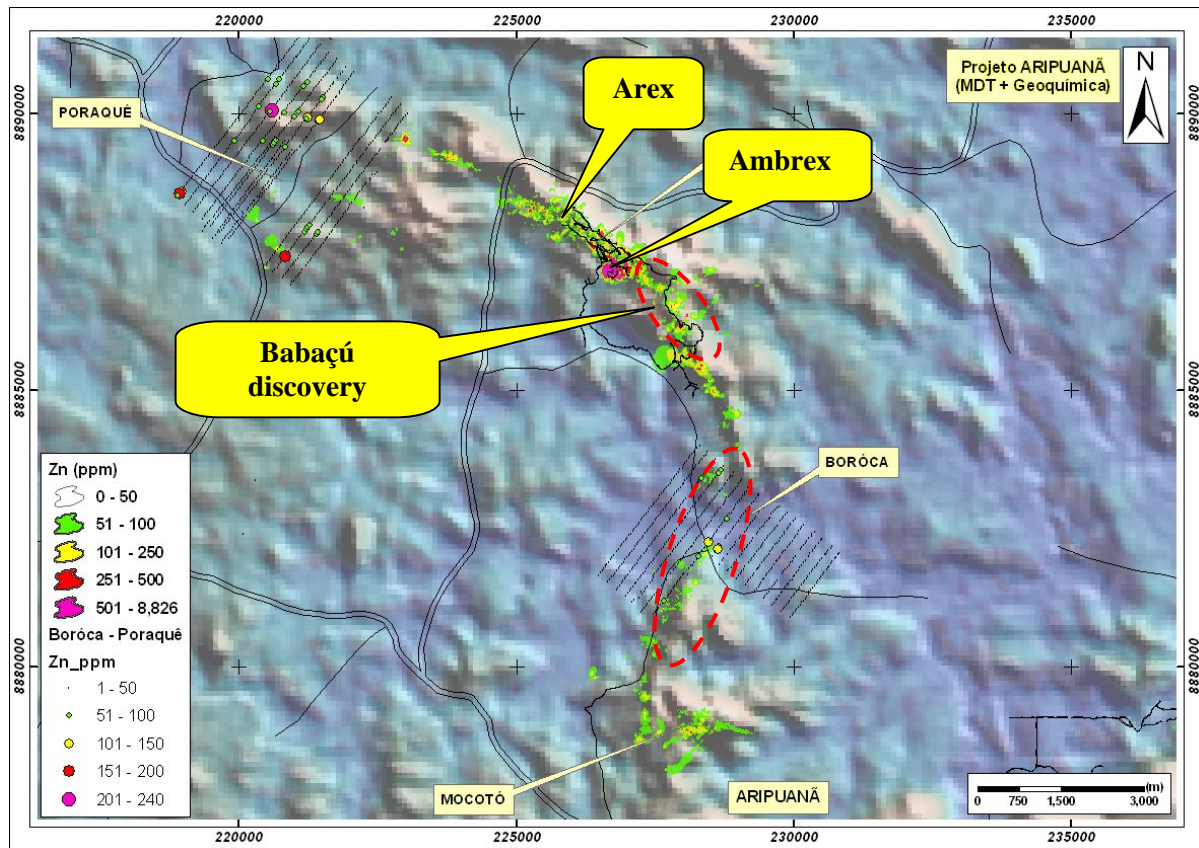 220000
225000
230000
235000
N
Projeto ARIPUANÃ
(MDT + Geoquímica)
Arex
PORAQUÊ
8890000
8890000
Ambrex
Babaçú
discovery
8885000
8885000
BORÓCA
Zn (ppm)
0 - 50
51 - 100
101 - 250
251 - 500
501 - 8,826
Boróca - Poraquê
Zn_ppm
1 - 50
51 - 100
101 - 150
151 - 200
201 - 240
8880000
8880000
MOCOTÓ
ARIPUANÃ
(m)
0 750 1,500 3,000
220000
225000
230000
235000